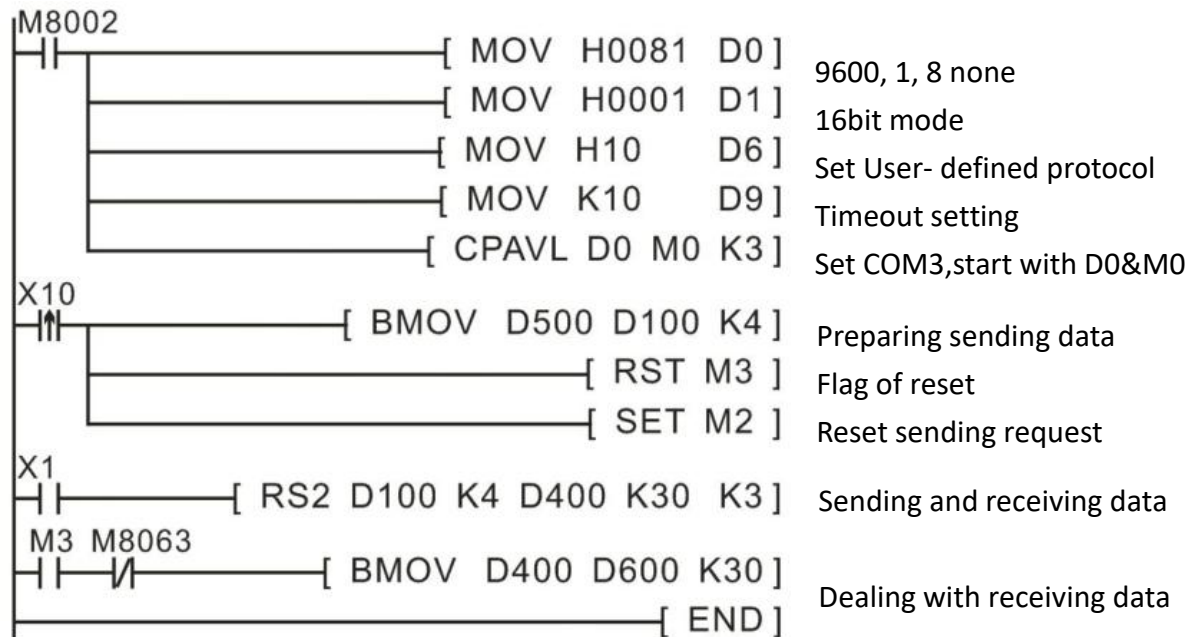 M8002
[ MOV H0081 D0 ] 9600, 1, 8 none
[ MOV H0001 D1 ] 16bit mode
[ MOV H10 D6 ] Set User- defined protocol
[ MOV K10 D9 ] Timeout setting
[ CPAVL D0 M0 K3 ] Set COM3,start with D0&M0
X10
[ BMOV D500 D100 K4 ] Preparing sending data
[ RST M3 ] Flag of reset
[ SET M2 ] Reset sending request
X1
[ RS2 D100 K4 D400 K30 K3 ] Sending and receiving data
M3 M8063
[ BMOV D400 D600 K30 ] Dealing with receiving data
[ END ]